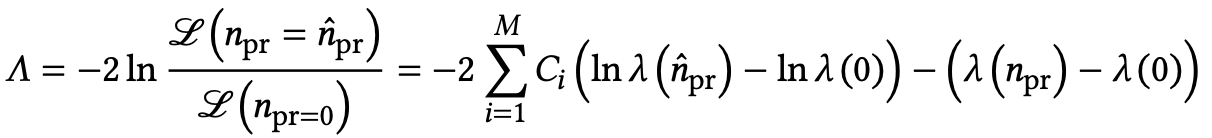 Λ = −2 ln ℒ(n_pr = n̂_pr) / ℒ(n_pr=0) = −2 ∑_{i=1}^{M} C_i (ln λ(n̂_pr) − ln λ(0)) − (λ(n_pr) − λ(0))